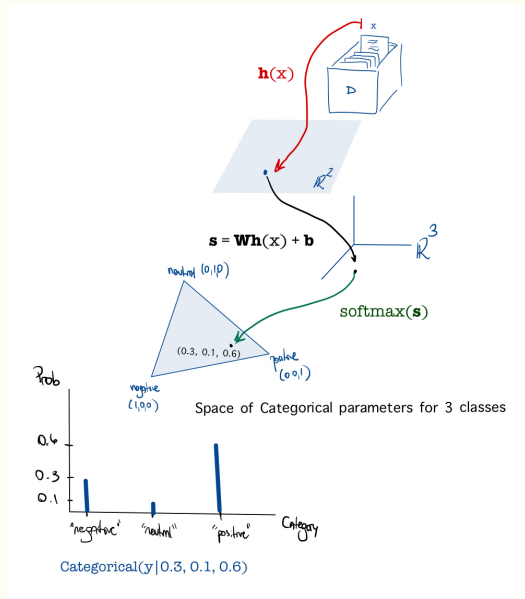 x
h(x)
D
ℝ²
s = Wh(x) + b
ℝ³
neutral (0,1,0)
softmax(s)
(0.3, 0.1, 0.6)
positive
(0,0,1)
negative
(1,0,0)
Space of Categorical parameters for 3 classes
Prob
0.6
0.3
0.1
"negative" "neutral" "positive" Category
Categorical(y|0.3, 0.1, 0.6)